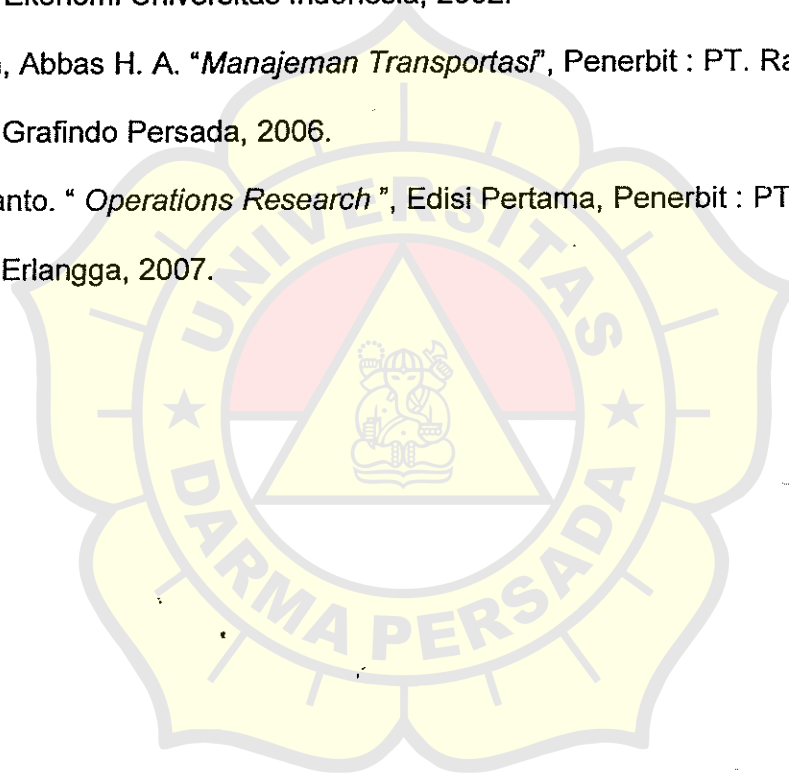 Ekonomi Universitas Indonesia, 2002.
, Abbas H. A. “Manajeman Transportasi”, Penerbit : PT. Ra
Grafindo Persada, 2006.
anto. “ Operations Research ”, Edisi Pertama, Penerbit : PT
Erlangga, 2007.
UNIVERSITAS
DARMA PERSADA